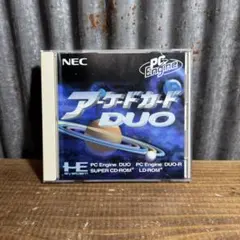 NEC
PC Engine
アーケードカード
DUO
HE
PC Engine DUO・PC Engine DUO-R
SUPER CD-ROM² LD-ROM²